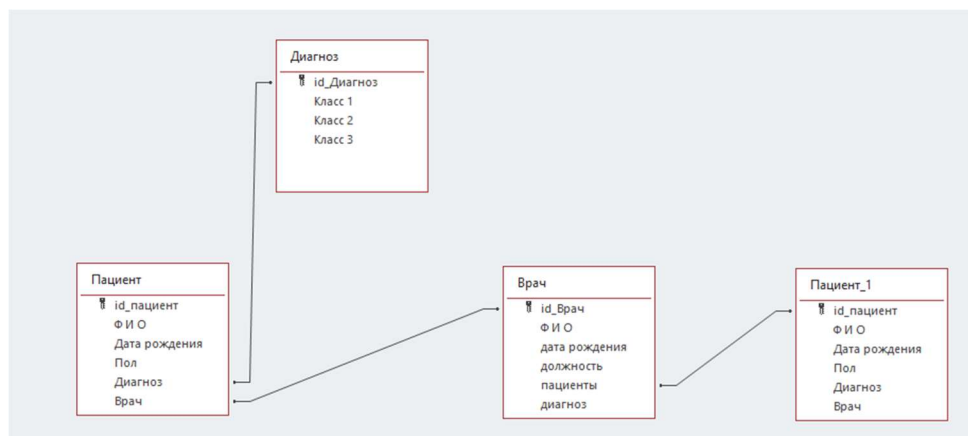 Диагноз
id_Диагноз
Класс 1
Класс 2
Класс 3
Пациент
id_пациент
Ф И О
Дата рождения
Пол
Диагноз
Врач
Врач
id_Врач
Ф И О
дата рождения
должность
пациенты
диагноз
Пациент_1
id_пациент
Ф И О
Дата рождения
Пол
Диагноз
Врач